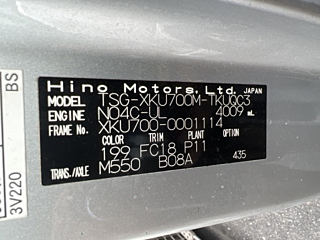 Hino Motors, Ltd. JAPAN
MODEL TSG-XKU700M-TKUQC3
ENGINE N04C-UL 4009 mL
FRAME NO. XKU700-0001114
COLOR TRIM PLANT
199 FC18 P11 435
TRANS./AXLE M550 B08A
BS
3V220